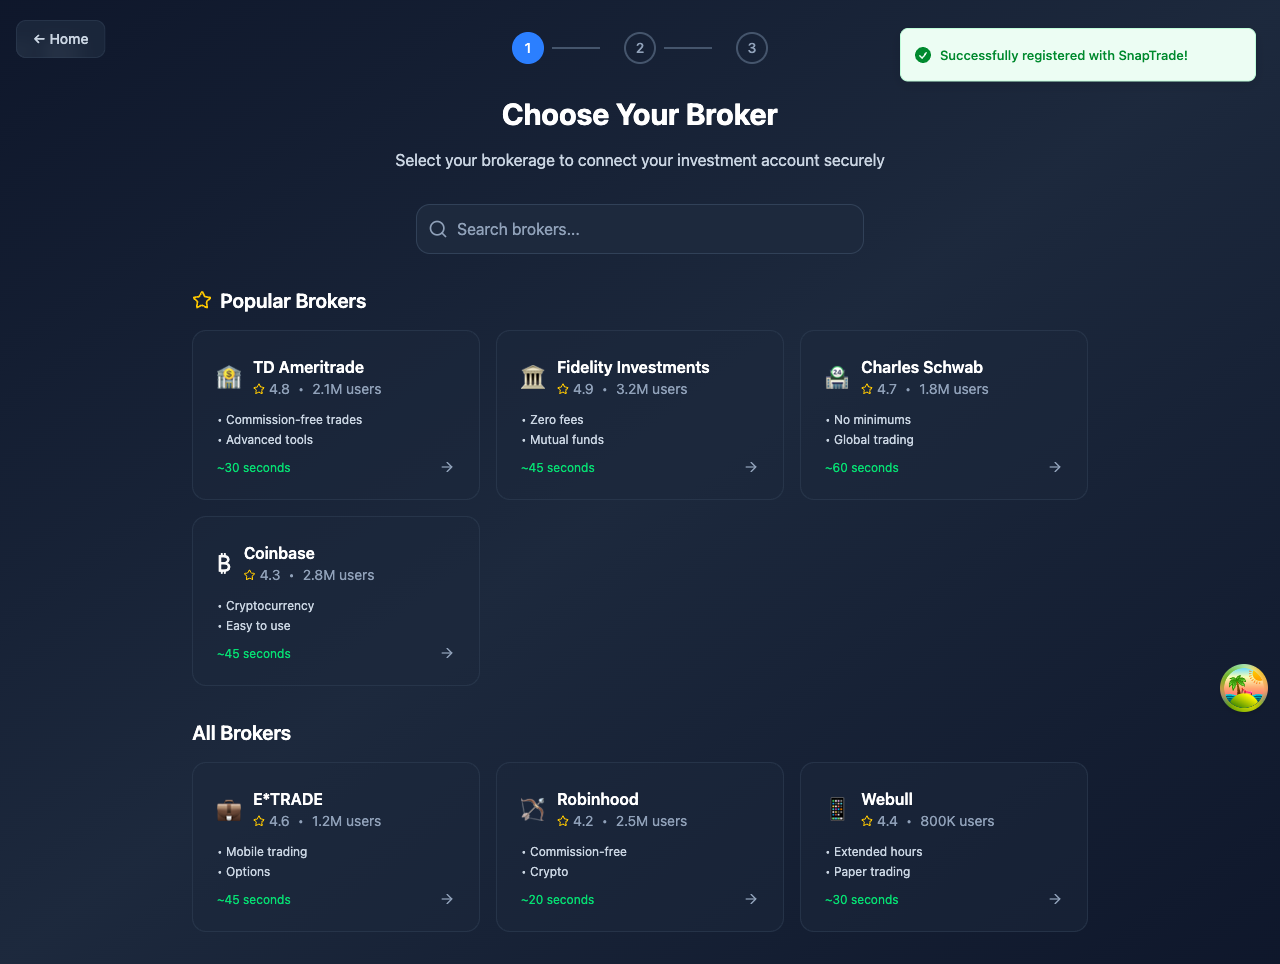 ← Home
1
2
3
Successfully registered with SnapTrade!
Choose Your Broker
Select your brokerage to connect your investment account securely
Search brokers...
Popular Brokers
TD Ameritrade
4.8 • 2.1M users
• Commission-free trades
• Advanced tools
~30 seconds
Fidelity Investments
4.9 • 3.2M users
• Zero fees
• Mutual funds
~45 seconds
Charles Schwab
4.7 • 1.8M users
• No minimums
• Global trading
~60 seconds
Coinbase
4.3 • 2.8M users
• Cryptocurrency
• Easy to use
~45 seconds
All Brokers
E*TRADE
4.6 • 1.2M users
• Mobile trading
• Options
~45 seconds
Robinhood
4.2 • 2.5M users
• Commission-free
• Crypto
~20 seconds
Webull
4.4 • 800K users
• Extended hours
• Paper trading
~30 seconds